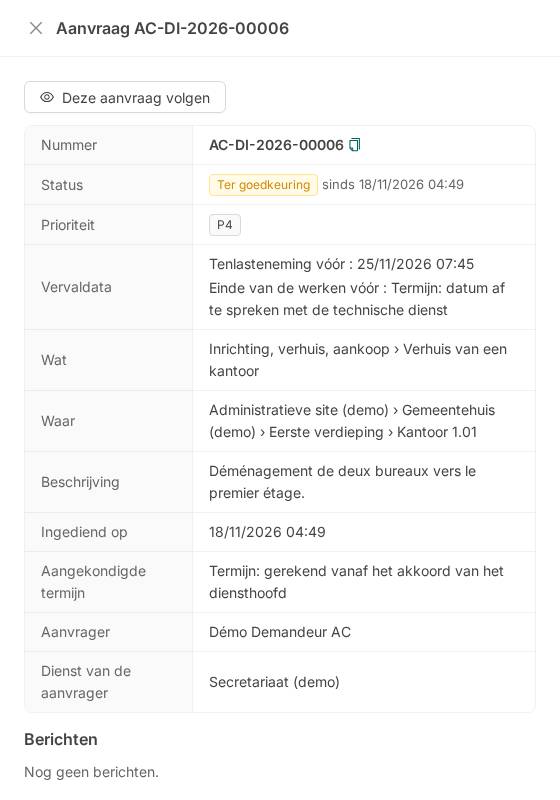 Aanvraag AC-DI-2026-00006
Deze aanvraag volgen
Nummer
AC-DI-2026-00006
Status
Ter goedkeuring sinds 18/11/2026 04:49
Prioriteit
P4
Vervaldata
Tenlasteneming vóór : 25/11/2026 07:45
Einde van de werken vóór : Termijn: datum af
te spreken met de technische dienst
Wat
Inrichting, verhuis, aankoop › Verhuis van een
kantoor
Waar
Administratieve site (demo) › Gemeentehuis
(demo) › Eerste verdieping › Kantoor 1.01
Beschrijving
Déménagement de deux bureaux vers le
premier étage.
Ingediend op
18/11/2026 04:49
Aangekondigde
termijn
Termijn: gerekend vanaf het akkoord van het
diensthoofd
Aanvrager
Démo Demandeur AC
Dienst van de
aanvrager
Secretariaat (demo)
Berichten
Nog geen berichten.